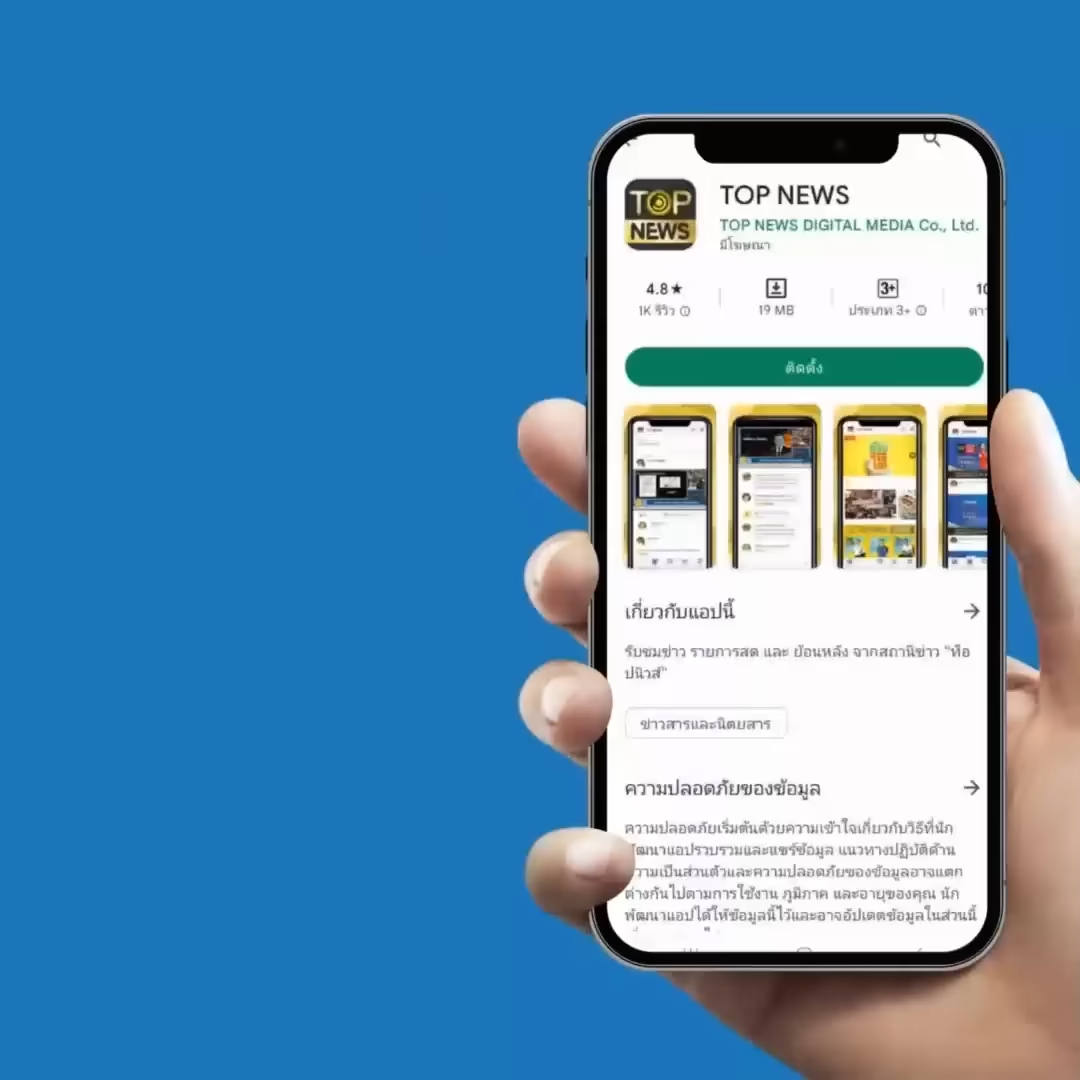 TOP
NEWS
TOP NEWS
TOP NEWS DIGITAL MEDIA Co., Ltd.
มีโฆษณา
4.8★
1K รีวิว
19 MB
3+
ประเภท 3+
10
ติดตั้ง
เกี่ยวกับแอปนี้
รับชมข่าว รายการสด และ ย้อนหลัง จากสถานีข่าว "ท็อ
ปนิวส์"
ข่าวสารและนิตยสาร
ความปลอดภัยของข้อมูล
ความปลอดภัยเริ่มต้นด้วยความเข้าใจเกี่ยวกับวิธีที่นัก
พัฒนาแอปรวบรวมและแชร์ข้อมูล แนวทางปฏิบัติด้าน
ความเป็นส่วนตัวและความปลอดภัยของข้อมูลอาจแตก
ต่างกันไปตามการใช้งาน ภูมิภาค และอายุของคุณ นัก
พัฒนาแอปได้ให้ข้อมูลนี้ไว้และอาจอัปเดตข้อมูลในส่วนนี้